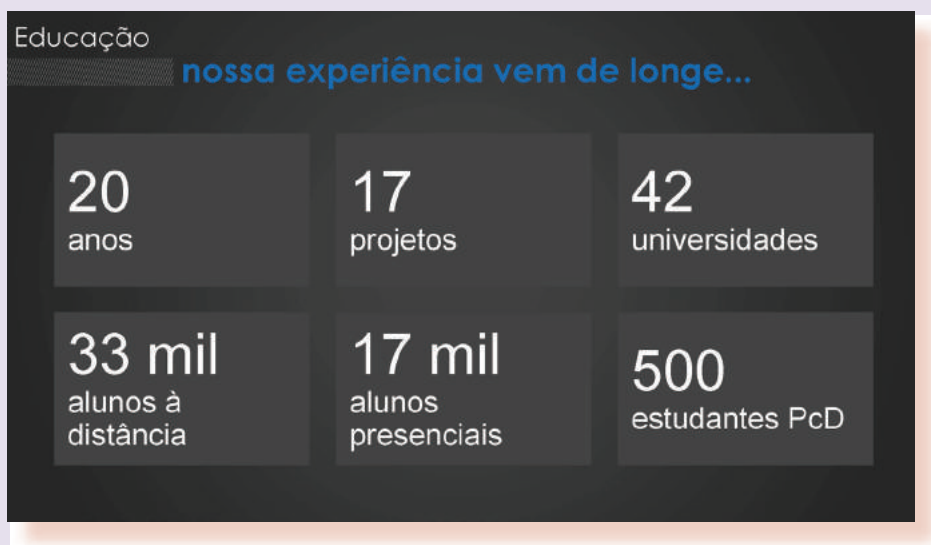 Educação
nossa experiência vem de longe...
20
anos
17
projetos
42
universidades
33 mil
alunos à
distância
17 mil
alunos
presenciais
500
estudantes PcD